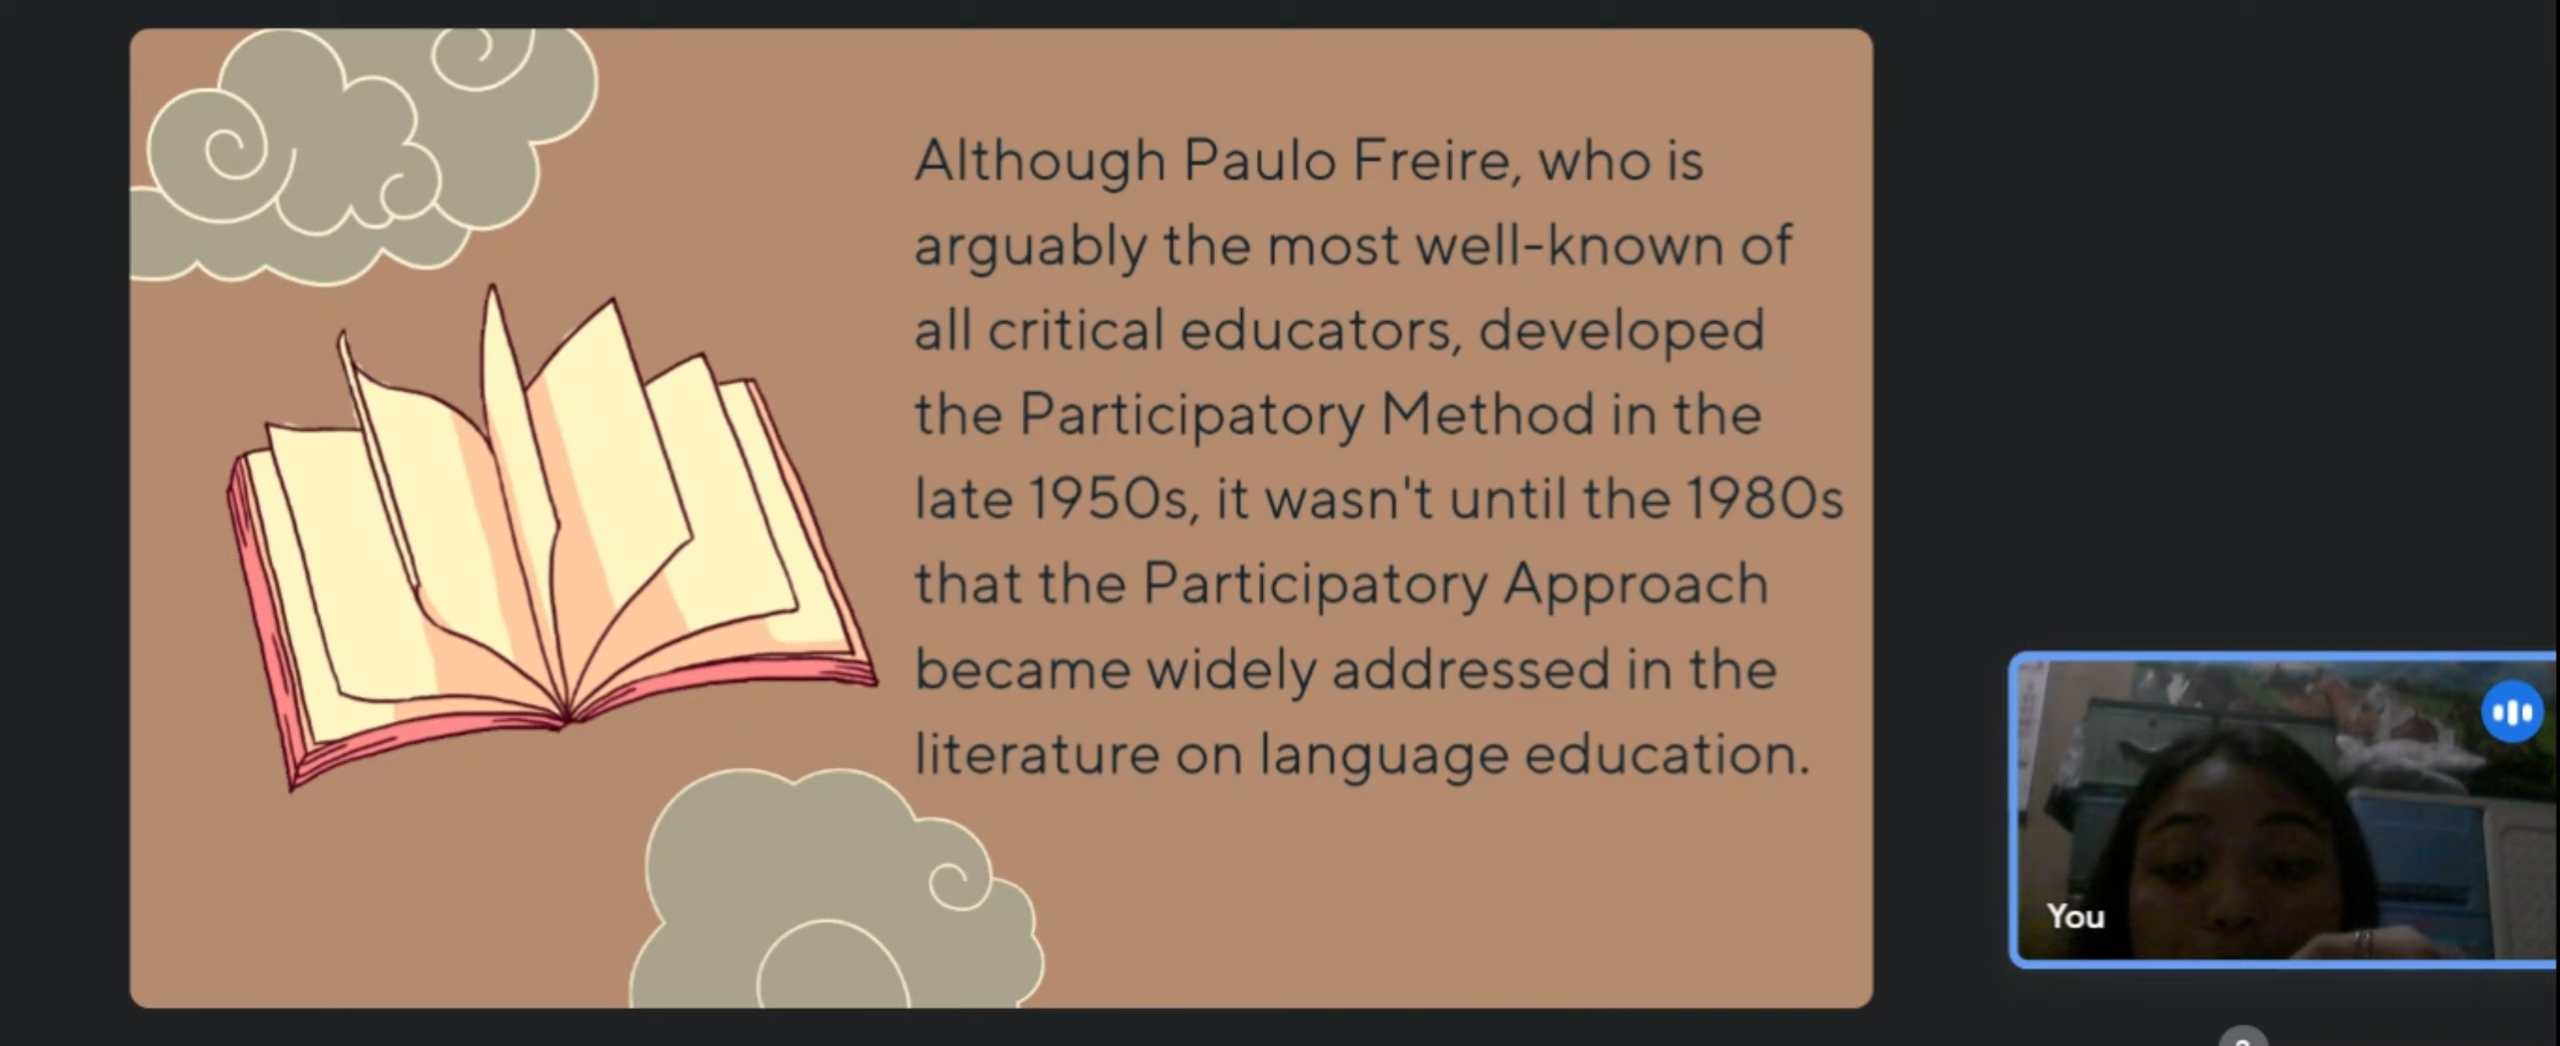 Although Paulo Freire, who is
arguably the most well-known of
all critical educators, developed
the Participatory Method in the
late 1950s, it wasn't until the 1980s
that the Participatory Approach
became widely addressed in the
literature on language education.
You